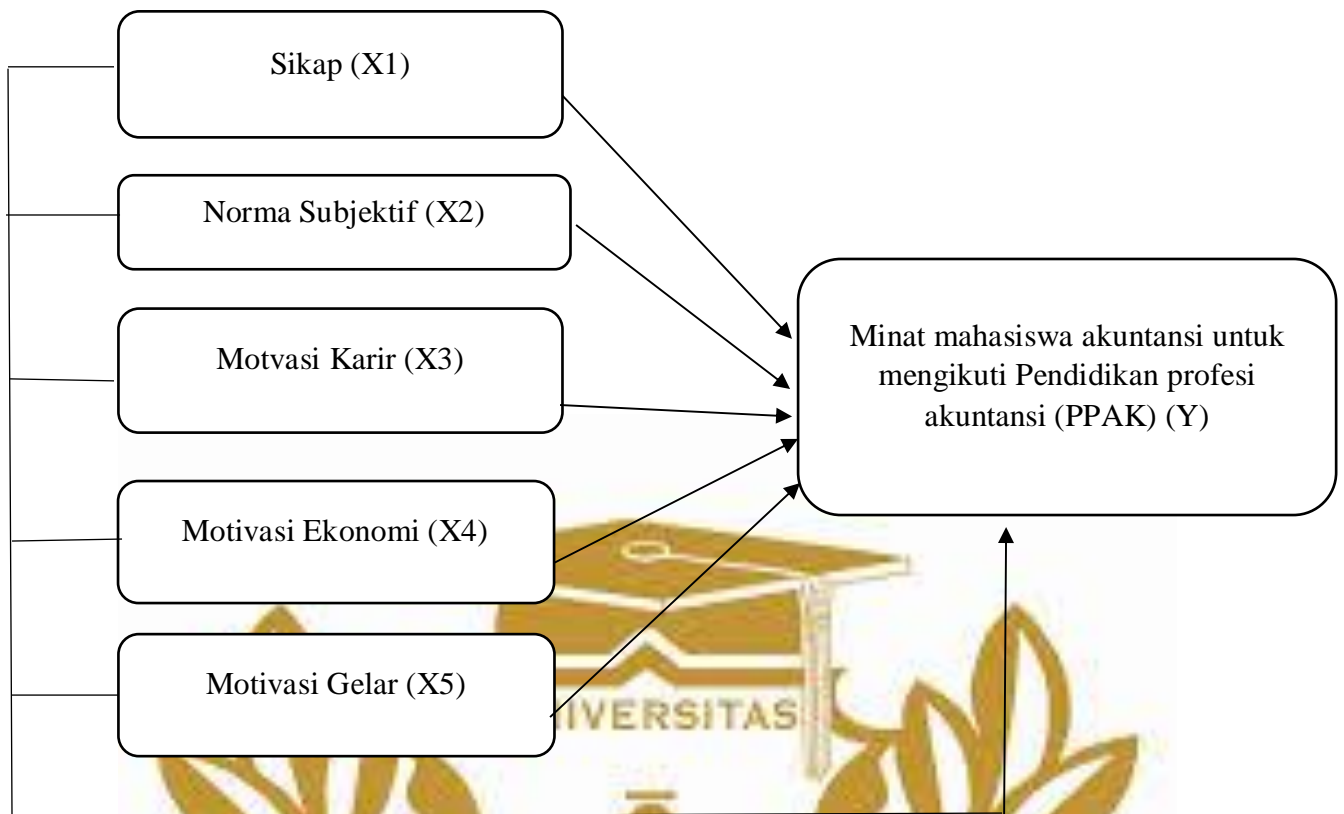 Sikap (X1)
Norma Subjektif (X2)
Motvasi Karir (X3)
Minat mahasiswa akuntansi untuk
mengikuti Pendidikan profesi
akuntansi (PPAK) (Y)
Motivasi Ekonomi (X4)
Motivasi Gelar (X5)
UNIVERSITAS